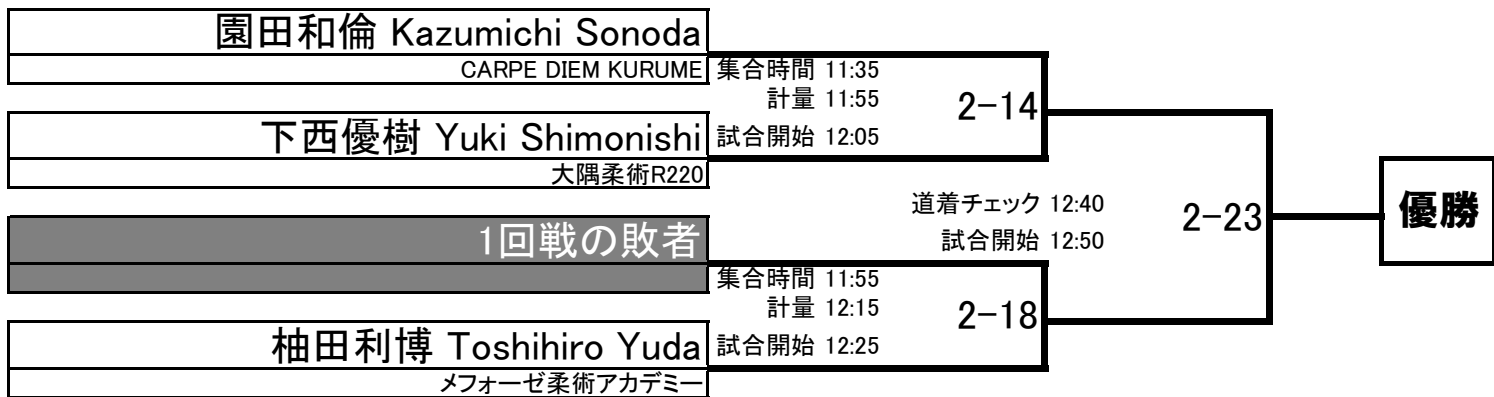 園田和倫 Kazumichi Sonoda
CARPE DIEM KURUME
集合時間 11:35
計量 11:55
2-14
下西優樹 Yuki Shimonishi
試合開始 12:05
大隅柔術R220
道着チェック 12:40
2-23
優勝
1回戦の敗者
試合開始 12:50
集合時間 11:55
計量 12:15
2-18
柚田利博 Toshihiro Yuda
試合開始 12:25
メフォーゼ柔術アカデミー